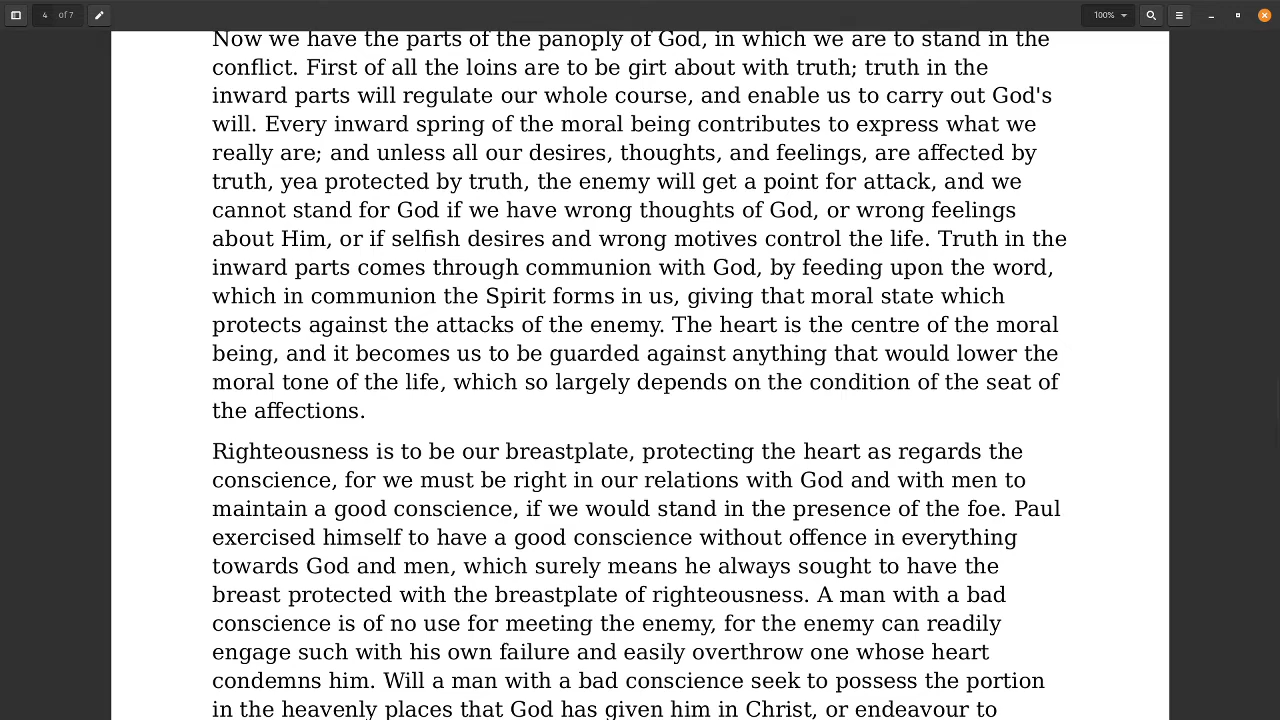 4 of 7
100%
Now we have the parts of the panoply of God, in which we are to stand in the
conflict. First of all the loins are to be girt about with truth; truth in the
inward parts will regulate our whole course, and enable us to carry out God's
will. Every inward spring of the moral being contributes to express what we
really are; and unless all our desires, thoughts, and feelings, are affected by
truth, yea protected by truth, the enemy will get a point for attack, and we
cannot stand for God if we have wrong thoughts of God, or wrong feelings
about Him, or if selfish desires and wrong motives control the life. Truth in the
inward parts comes through communion with God, by feeding upon the word,
which in communion the Spirit forms in us, giving that moral state which
protects against the attacks of the enemy. The heart is the centre of the moral
being, and it becomes us to be guarded against anything that would lower the
moral tone of the life, which so largely depends on the condition of the seat of
the affections.
Righteousness is to be our breastplate, protecting the heart as regards the
conscience, for we must be right in our relations with God and with men to
maintain a good conscience, if we would stand in the presence of the foe. Paul
exercised himself to have a good conscience without offence in everything
towards God and men, which surely means he always sought to have the
breast protected with the breastplate of righteousness. A man with a bad
conscience is of no use for meeting the enemy, for the enemy can readily
engage such with his own failure and easily overthrow one whose heart
condemns him. Will a man with a bad conscience seek to possess the portion
in the heavenly places that God has given him in Christ, or endeavour to